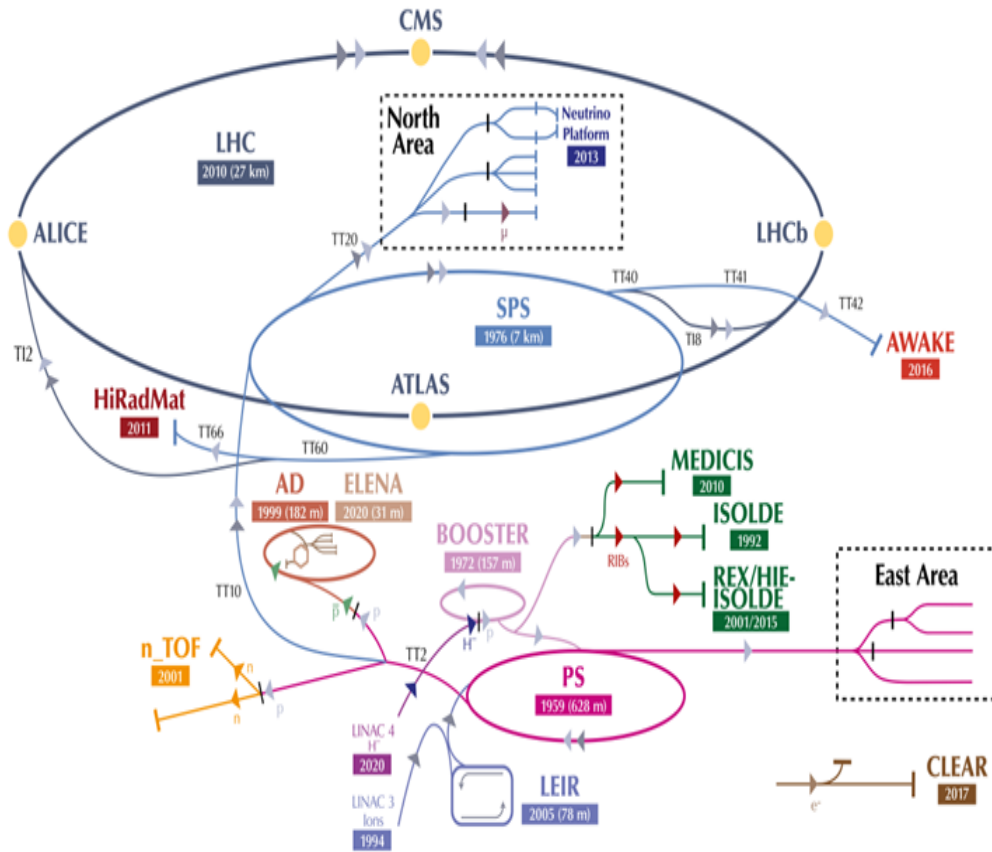 CMS
North
Area
Neutrino
Platform
2013
LHC
2010 (27 km)
μ
ALICE
LHCb
TT20
TT40
TT41
TT42
SPS
1976 (7 km)
TI8
TI2
AWAKE
2016
ATLAS
HiRadMat
2011
TT66
TT60
MEDICIS
2010
AD
1999 (182 m)
ELENA
2020 (31 m)
ISOLDE
1992
BOOSTER
1972 (157 m)
RIBs
REX/HIE-
ISOLDE
2001/2015
East Area
TT10
p̄
p
p
H⁻
TT2
n_TOF
2001
n
n
p
PS
1959 (628 m)
LINAC 4
H⁻
2020
LINAC 3
Ions
1994
LEIR
2005 (78 m)
CLEAR
2017
e⁻